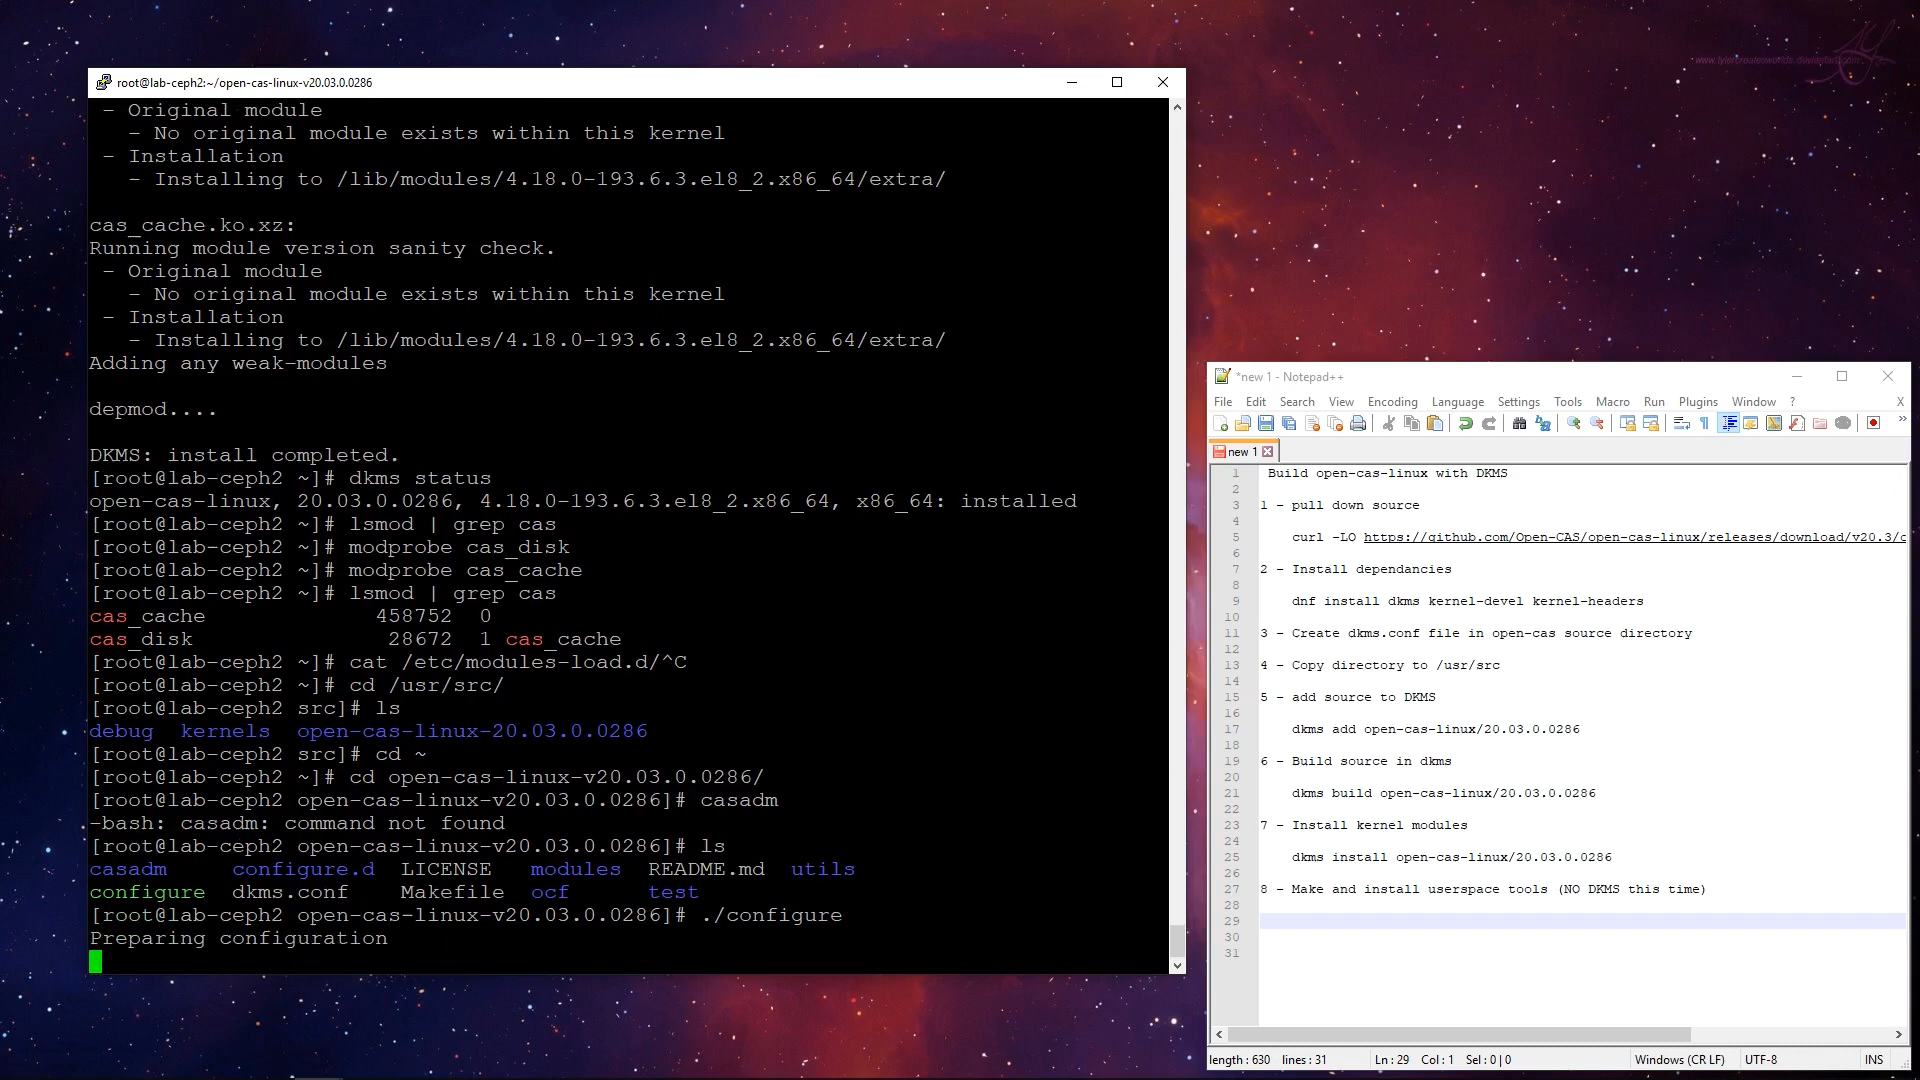 www.tylercreatesworlds.deviantart.com
root@lab-ceph2:~/open-cas-linux-v20.03.0.0286
- Original module
- No original module exists within this kernel
- Installation
- Installing to /lib/modules/4.18.0-193.6.3.el8_2.x86_64/extra/
cas_cache.ko.xz:
Running module version sanity check.
- Original module
- No original module exists within this kernel
- Installation
- Installing to /lib/modules/4.18.0-193.6.3.el8_2.x86_64/extra/
Adding any weak-modules
depmod....
DKMS: install completed.
[root@lab-ceph2 ~]# dkms status
open-cas-linux, 20.03.0.0286, 4.18.0-193.6.3.el8_2.x86_64, x86_64: installed
[root@lab-ceph2 ~]# lsmod | grep cas
[root@lab-ceph2 ~]# modprobe cas_disk
[root@lab-ceph2 ~]# modprobe cas_cache
[root@lab-ceph2 ~]# lsmod | grep cas
cas_cache 458752 0
cas_disk 28672 1 cas_cache
[root@lab-ceph2 ~]# cat /etc/modules-load.d/^C
[root@lab-ceph2 ~]# cd /usr/src/
[root@lab-ceph2 src]# ls
debug kernels open-cas-linux-20.03.0.0286
[root@lab-ceph2 src]# cd ~
[root@lab-ceph2 ~]# cd open-cas-linux-v20.03.0.0286/
[root@lab-ceph2 open-cas-linux-v20.03.0.0286]# casadm
-bash: casadm: command not found
[root@lab-ceph2 open-cas-linux-v20.03.0.0286]# ls
casadm configure.d LICENSE modules README.md utils
configure dkms.conf Makefile ocf test
[root@lab-ceph2 open-cas-linux-v20.03.0.0286]# ./configure
Preparing configuration
*new 1 - Notepad++
File Edit Search View Encoding Language Settings Tools Macro Run Plugins Window ? X
new 1
1 Build open-cas-linux with DKMS
2
3 1 - pull down source
4
5 curl -LO https://github.com/Open-CAS/open-cas-linux/releases/download/v20.3/o
6
7 2 - Install dependancies
8
9 dnf install dkms kernel-devel kernel-headers
10
11 3 - Create dkms.conf file in open-cas source directory
12
13 4 - Copy directory to /usr/src
14
15 5 - add source to DKMS
16
17 dkms add open-cas-linux/20.03.0.0286
18
19 6 - Build source in dkms
20
21 dkms build open-cas-linux/20.03.0.0286
22
23 7 - Install kernel modules
24
25 dkms install open-cas-linux/20.03.0.0286
26
27 8 - Make and install userspace tools (NO DKMS this time)
28
29
30
31
length : 630 lines : 31 Ln : 29 Col : 1 Sel : 0 | 0 Windows (CR LF) UTF-8 INS